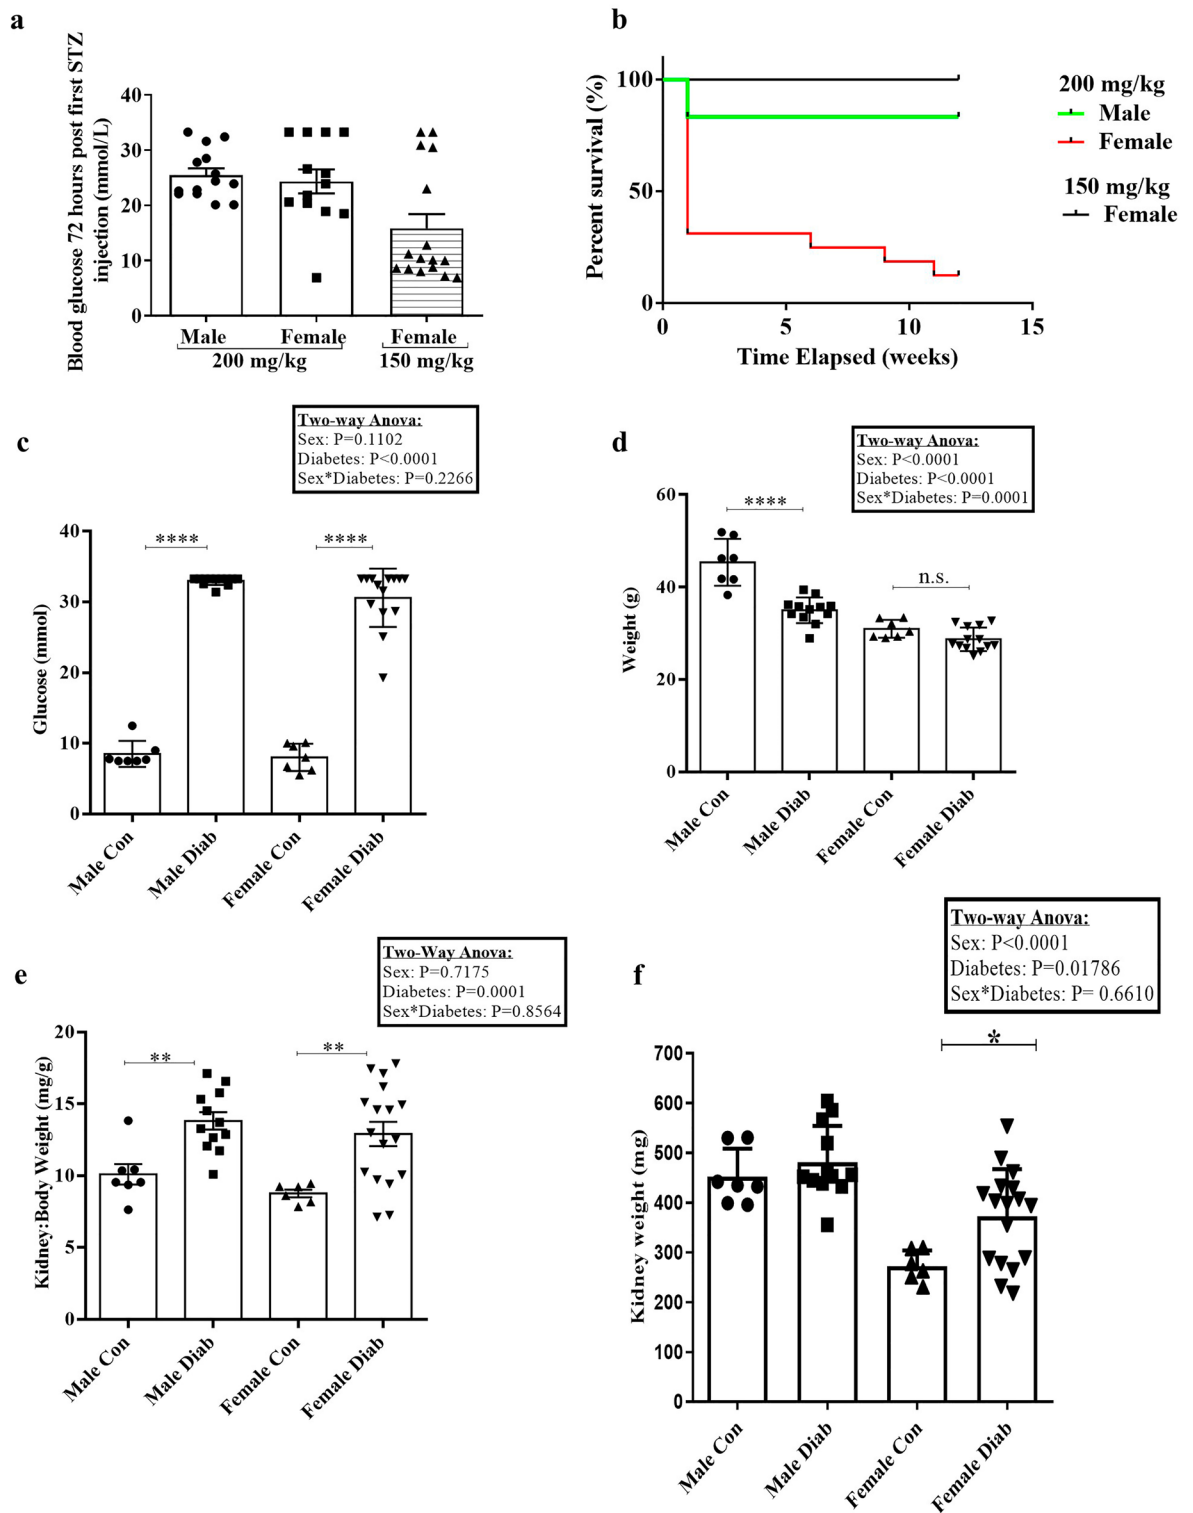 a
Blood glucose 72 hours post first STZ
injection (mmol/L)
40
30
20
10
0
Male
Female
Female
200 mg/kg
150 mg/kg
b
Percent survival (%)
100
50
0
0
5
10
15
Time Elapsed (weeks)
200 mg/kg
Male
Female
150 mg/kg
Female
c
Two-way Anova:
Sex: P=0.1102
Diabetes: P<0.0001
Sex*Diabetes: P=0.2266
Glucose (mmol)
40
30
20
10
0
****
****
Male Con
Male Diab
Female Con
Female Diab
d
Two-way Anova:
Sex: P<0.0001
Diabetes: P<0.0001
Sex*Diabetes: P=0.0001
Weight (g)
60
40
20
0
****
n.s.
Male Con
Male Diab
Female Con
Female Diab
e
Two-Way Anova:
Sex: P=0.7175
Diabetes: P=0.0001
Sex*Diabetes: P=0.8564
Kidney:Body Weight (mg/g)
20
15
10
5
0
**
**
Male Con
Male Diab
Female Con
Female Diab
f
Two-way Anova:
Sex: P<0.0001
Diabetes: P=0.01786
Sex*Diabetes: P= 0.6610
Kidney weight (mg)
700
600
500
400
300
200
100
0
*
Male Con
Male Diab
Female Con
Female Diab